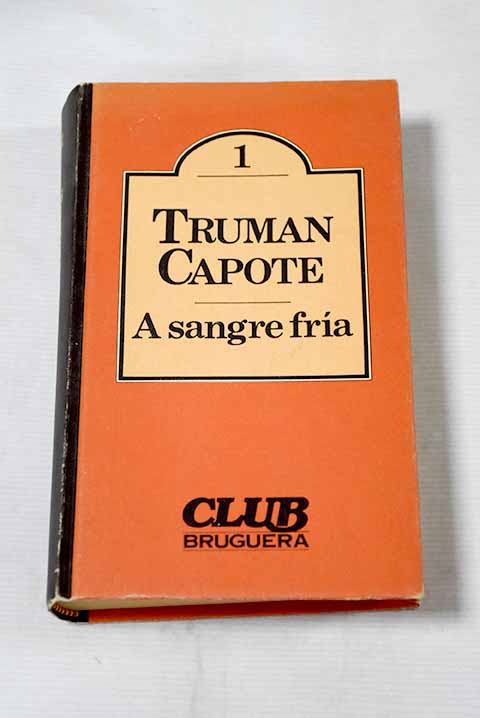 1
TRUMAN
CAPOTE
A sangre fría
CLUB
BRUGUERA